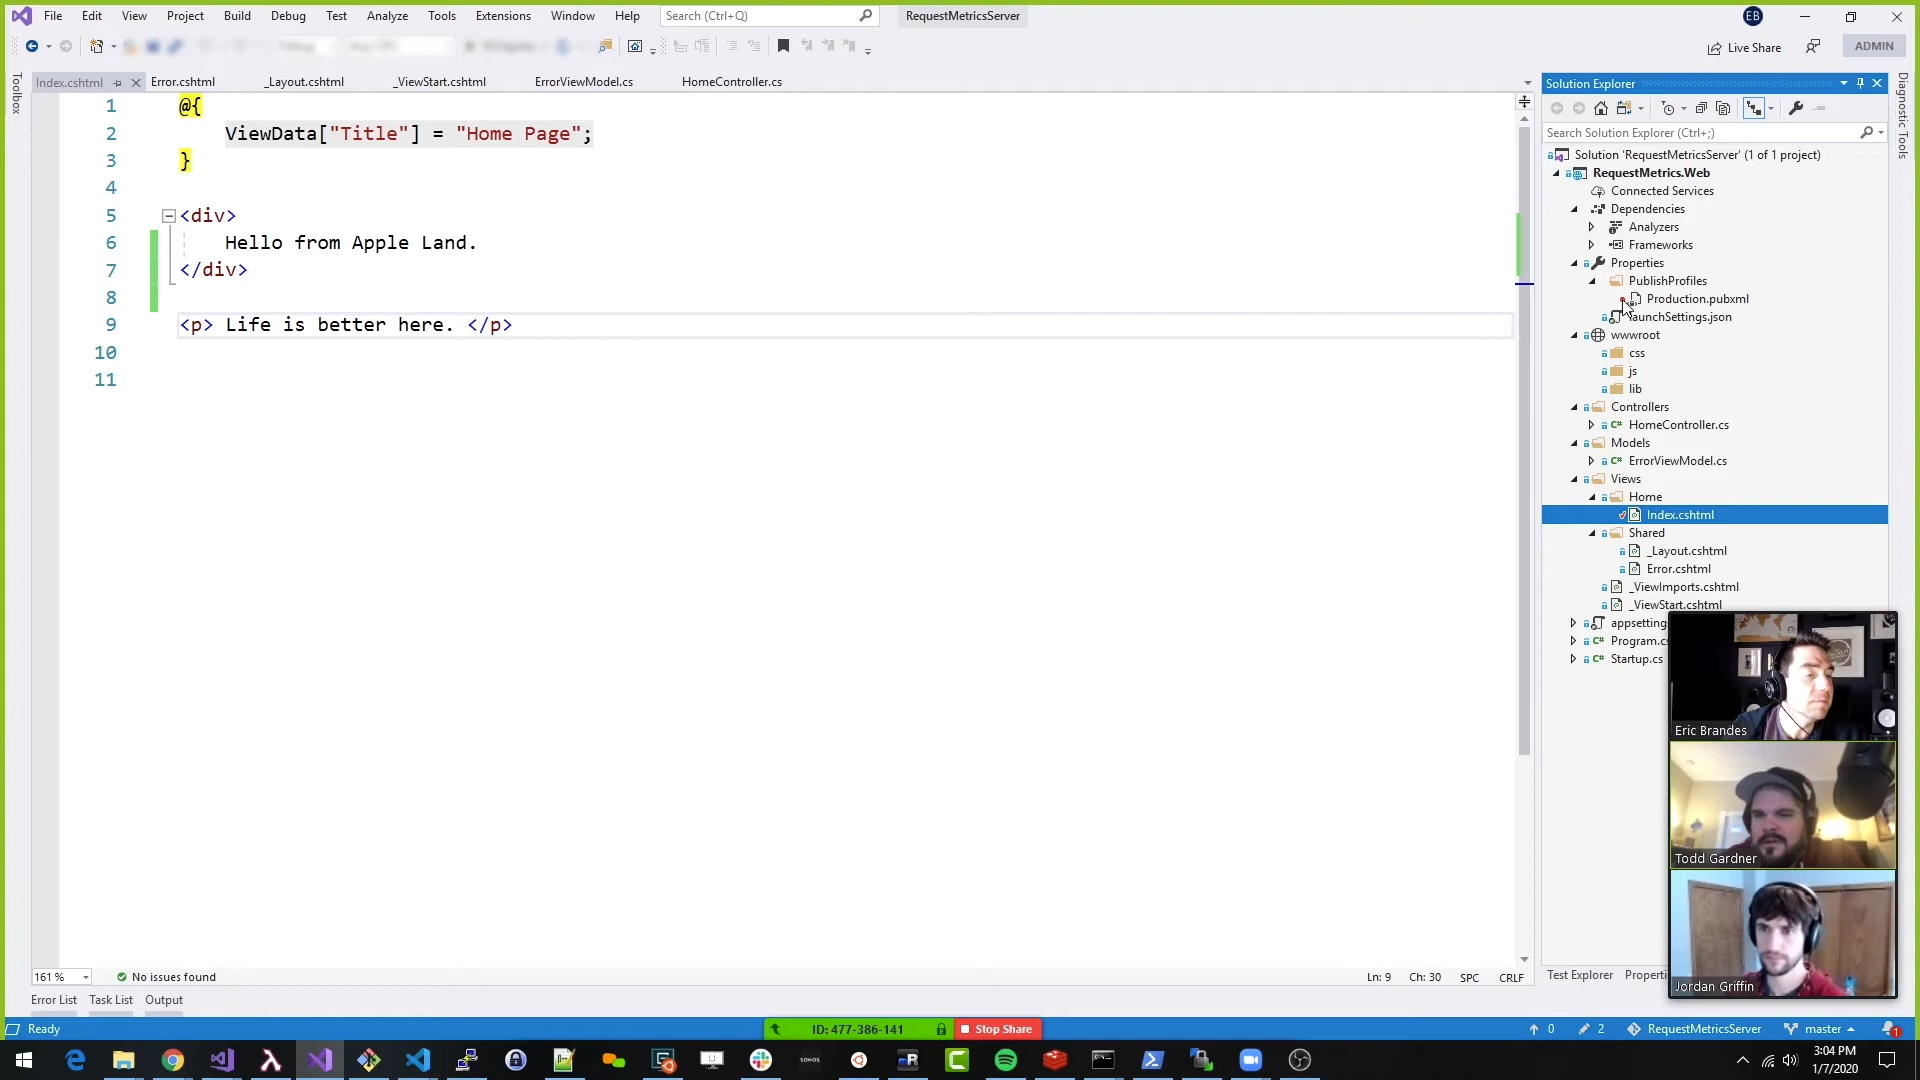 File Edit View Project Build Debug Test Analyze Tools Extensions Window Help Search (Ctrl+Q) RequestMetricsServer EB
Live Share ADMIN
Toolbox
Index.cshtml Error.cshtml _Layout.cshtml _ViewStart.cshtml ErrorViewModel.cs HomeController.cs
1 @{
2 ViewData["Title"] = "Home Page";
3 }
4
5 <div>
6 Hello from Apple Land.
7 </div>
8
9 <p> Life is better here. </p>
10
11
Solution Explorer
Search Solution Explorer (Ctrl+;)
Solution 'RequestMetricsServer' (1 of 1 project)
RequestMetrics.Web
Connected Services
Dependencies
Analyzers
Frameworks
Properties
PublishProfiles
Production.pubxml
launchSettings.json
wwwroot
css
js
lib
Controllers
C# HomeController.cs
Models
C# ErrorViewModel.cs
Views
Home
Index.cshtml
Shared
_Layout.cshtml
Error.cshtml
_ViewImports.cshtml
_ViewStart.cshtml
appsetting
C# Program.cs
C# Startup.cs
Diagnostic Tools
Eric Brandes
Todd Gardner
Jordan Griffin
161 % No issues found Ln: 9 Ch: 30 SPC CRLF
Test Explorer Properti
Error List Task List Output
Ready ID: 477-386-141 Stop Share 0 2 RequestMetricsServer master 1
SONOS
3:04 PM
1/7/2020